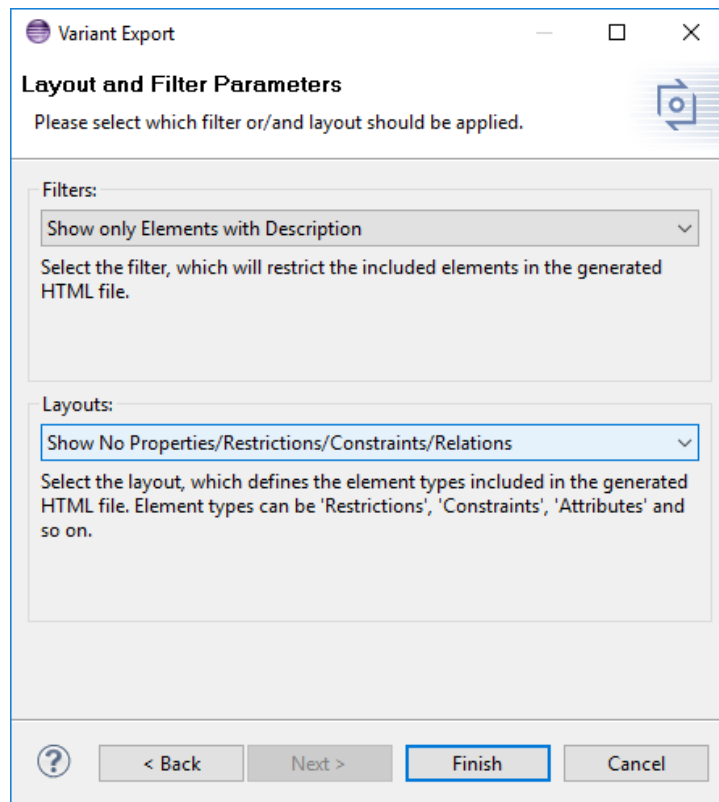 Variant Export
Layout and Filter Parameters
Please select which filter or/and layout should be applied.
Filters:
Show only Elements with Description
Select the filter, which will restrict the included elements in the generated
HTML file.
Layouts:
Show No Properties/Restrictions/Constraints/Relations
Select the layout, which defines the element types included in the generated
HTML file. Element types can be 'Restrictions', 'Constraints', 'Attributes' and
so on.
? < Back Next > Finish Cancel